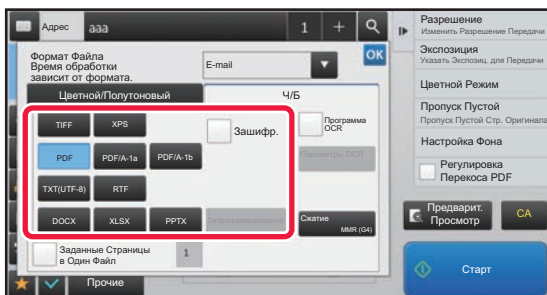 Адрес
aaa
1
+
Формат Файла
Время обработки
зависит от формата.
E-mail
OK
Цветной/Полутоновый
Ч/Б
TIFF
XPS
Зашифр.
Программа
OCR
PDF
PDF/A-1a
PDF/A-1b
Параметры OCR
TXT(UTF-8)
RTF
DOCX
XLSX
PPTX
Сжатие
MMR (G4)
Заданные Страницы
в Один Файл
1
Прочие
Разрешение
Изменить Разрешение Передачи
Экспозиция
Указать Экспозиц. для Передачи
Цветной Режим
Пропуск Пустой
Пропуск Пустой Стр. Оригинала
Настройка Фона
Регулировка
Перекоса PDF
Предварит.
Просмотр
CA
Старт